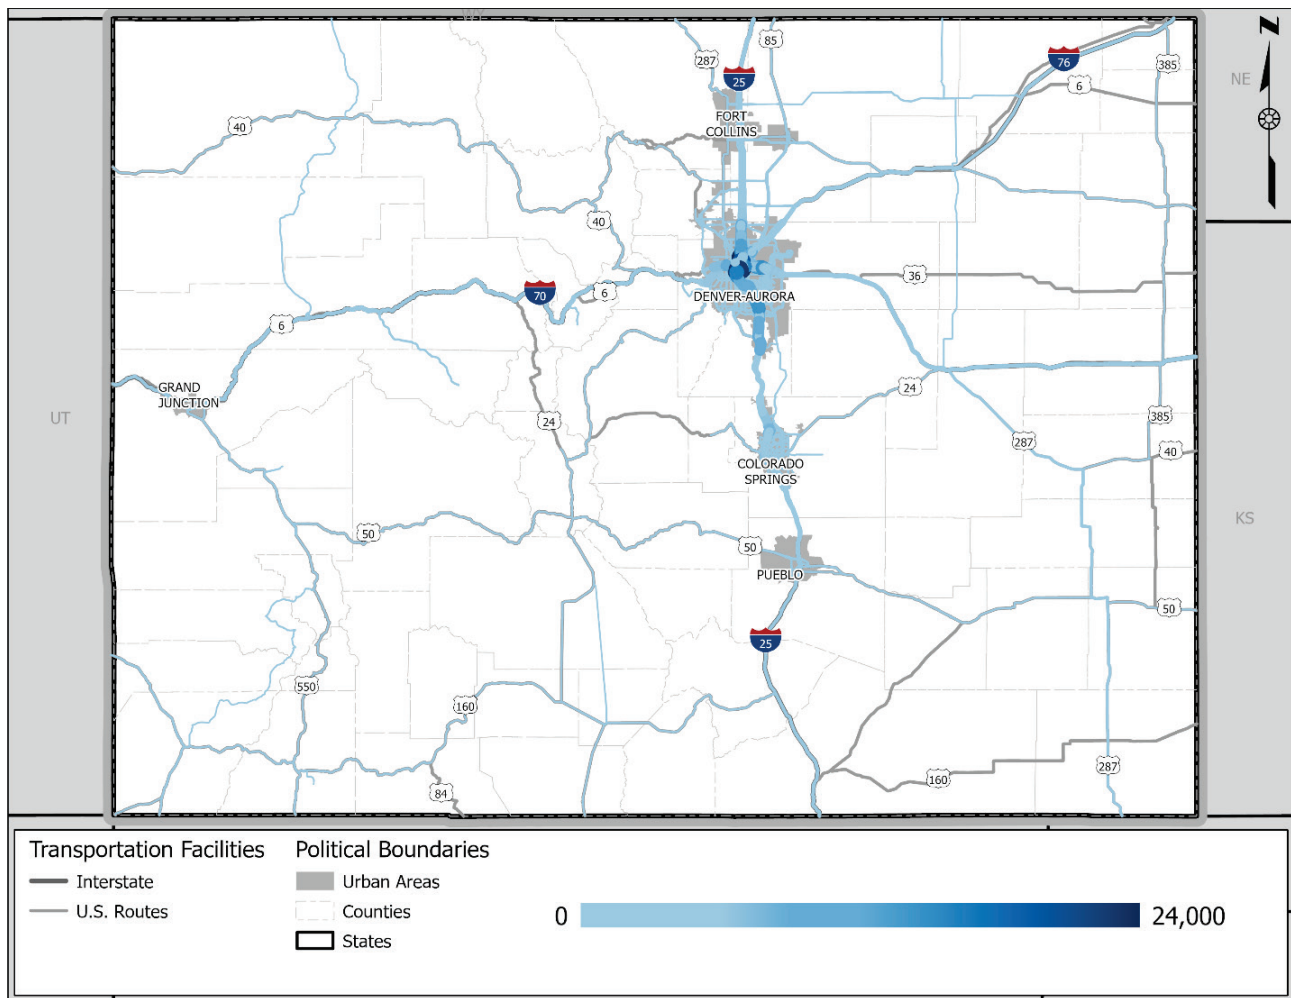 WY
85
287
25
76
385
6
NE
N
FORT
COLLINS
40
40
36
DENVER-AURORA
70
6
6
GRAND
JUNCTION
24
UT
385
24
287
40
COLORADO
SPRINGS
KS
50
50
PUEBLO
50
25
550
160
287
160
84
Transportation Facilities
Interstate
U.S. Routes
Political Boundaries
Urban Areas
Counties
States
0
24,000